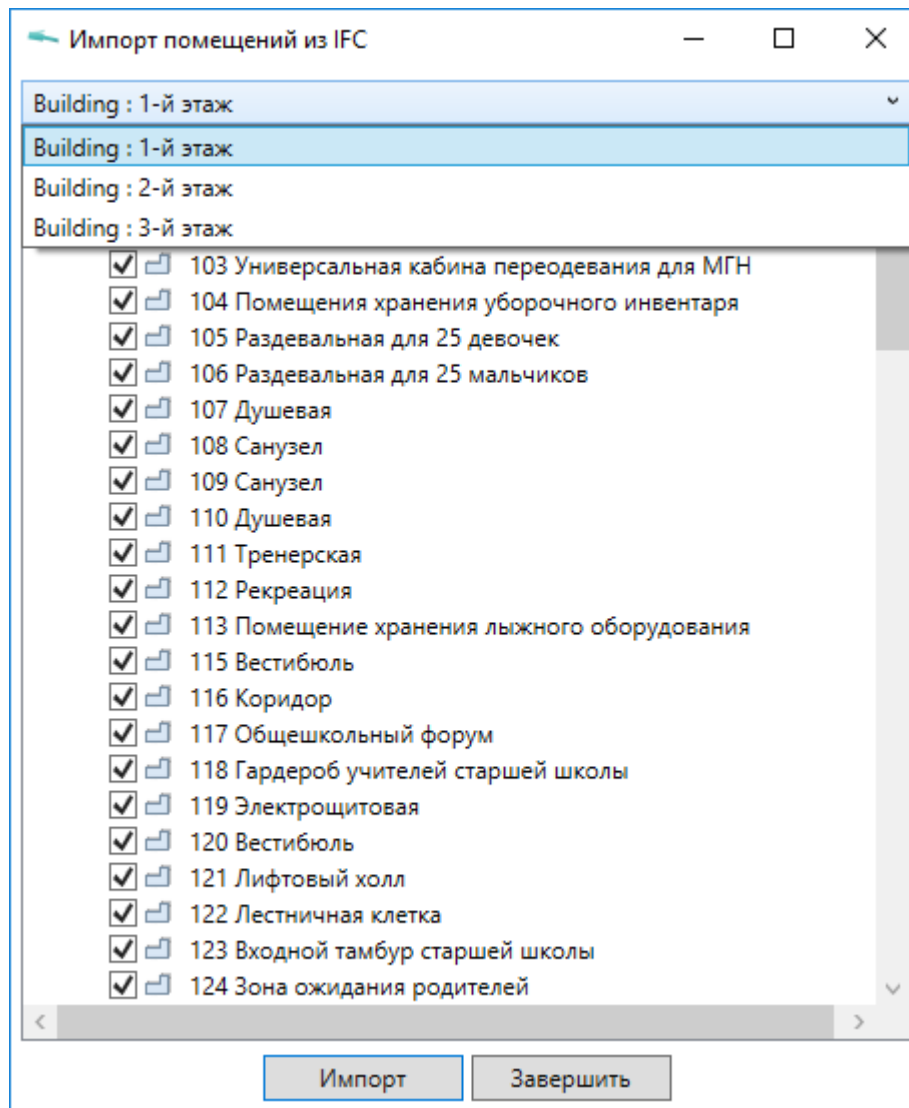 Импорт помещений из IFC
Building : 1-й этаж
Building : 1-й этаж
Building : 2-й этаж
Building : 3-й этаж
103 Универсальная кабина переодевания для МГН
104 Помещения хранения уборочного инвентаря
105 Раздевальная для 25 девочек
106 Раздевальная для 25 мальчиков
107 Душевая
108 Санузел
109 Санузел
110 Душевая
111 Тренерская
112 Рекреация
113 Помещение хранения лыжного оборудования
115 Вестибюль
116 Коридор
117 Общешкольный форум
118 Гардероб учителей старшей школы
119 Электрощитовая
120 Вестибюль
121 Лифтовый холл
122 Лестничная клетка
123 Входной тамбур старшей школы
124 Зона ожидания родителей
Импорт Завершить